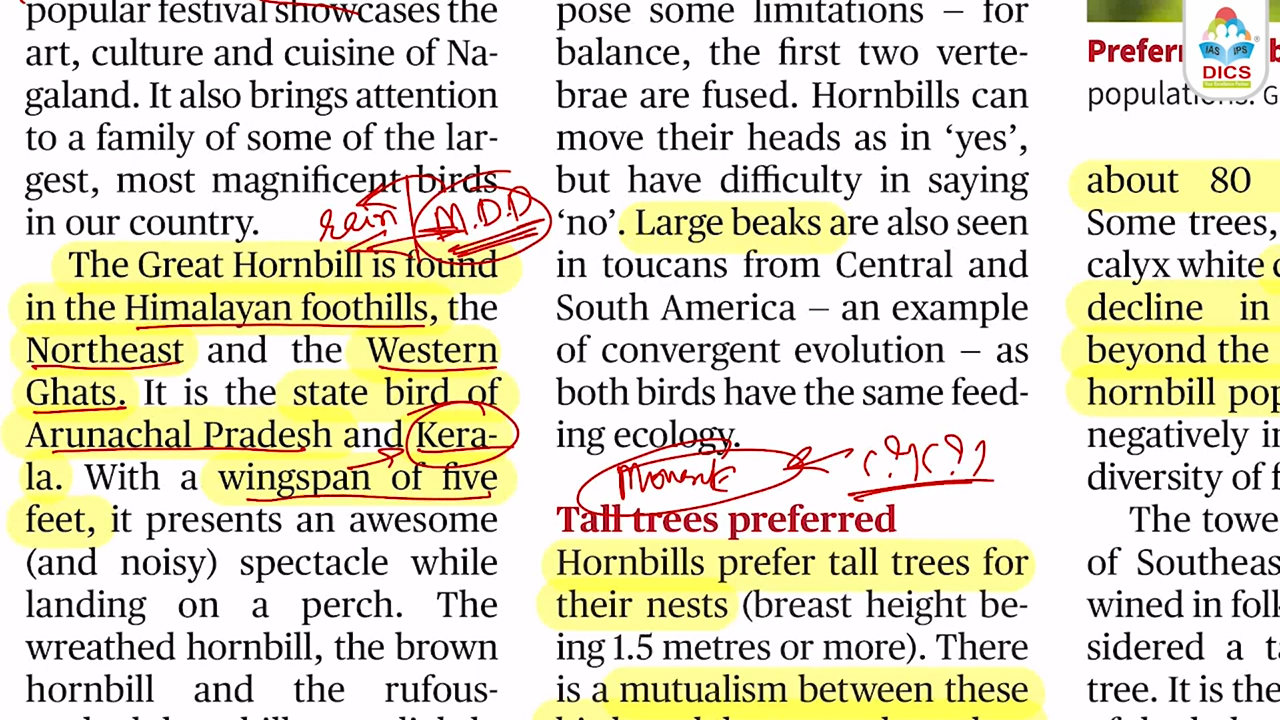 popular festival showcases the
art, culture and cuisine of Na-
galand. It also brings attention
to a family of some of the lar-
gest, most magnificent birds
in our country.
rain M.D.D
The Great Hornbill is found
in the Himalayan foothills, the
Northeast and the Western
Ghats. It is the state bird of
Arunachal Pradesh and Kera-
la. With a wingspan of five
feet, it presents an awesome
(and noisy) spectacle while
landing on a perch. The
wreathed hornbill, the brown
hornbill and the rufous-
pose some limitations — for
balance, the first two verte-
brae are fused. Hornbills can
move their heads as in ‘yes’,
but have difficulty in saying
‘no’. Large beaks are also seen
in toucans from Central and
South America — an example
of convergent evolution — as
both birds have the same feed-
ing ecology.
(?)(?)
Tall trees preferred
Hornbills prefer tall trees for
their nests (breast height be-
ing 1.5 metres or more). There
is a mutualism between these
IAS IPS
DICS
Preferr
populations. G
about 80
Some trees,
calyx white
decline in
beyond the
hornbill pop
negatively in
diversity of f
The towe
of Southeas
wined in folk
sidered a ta
tree. It is the